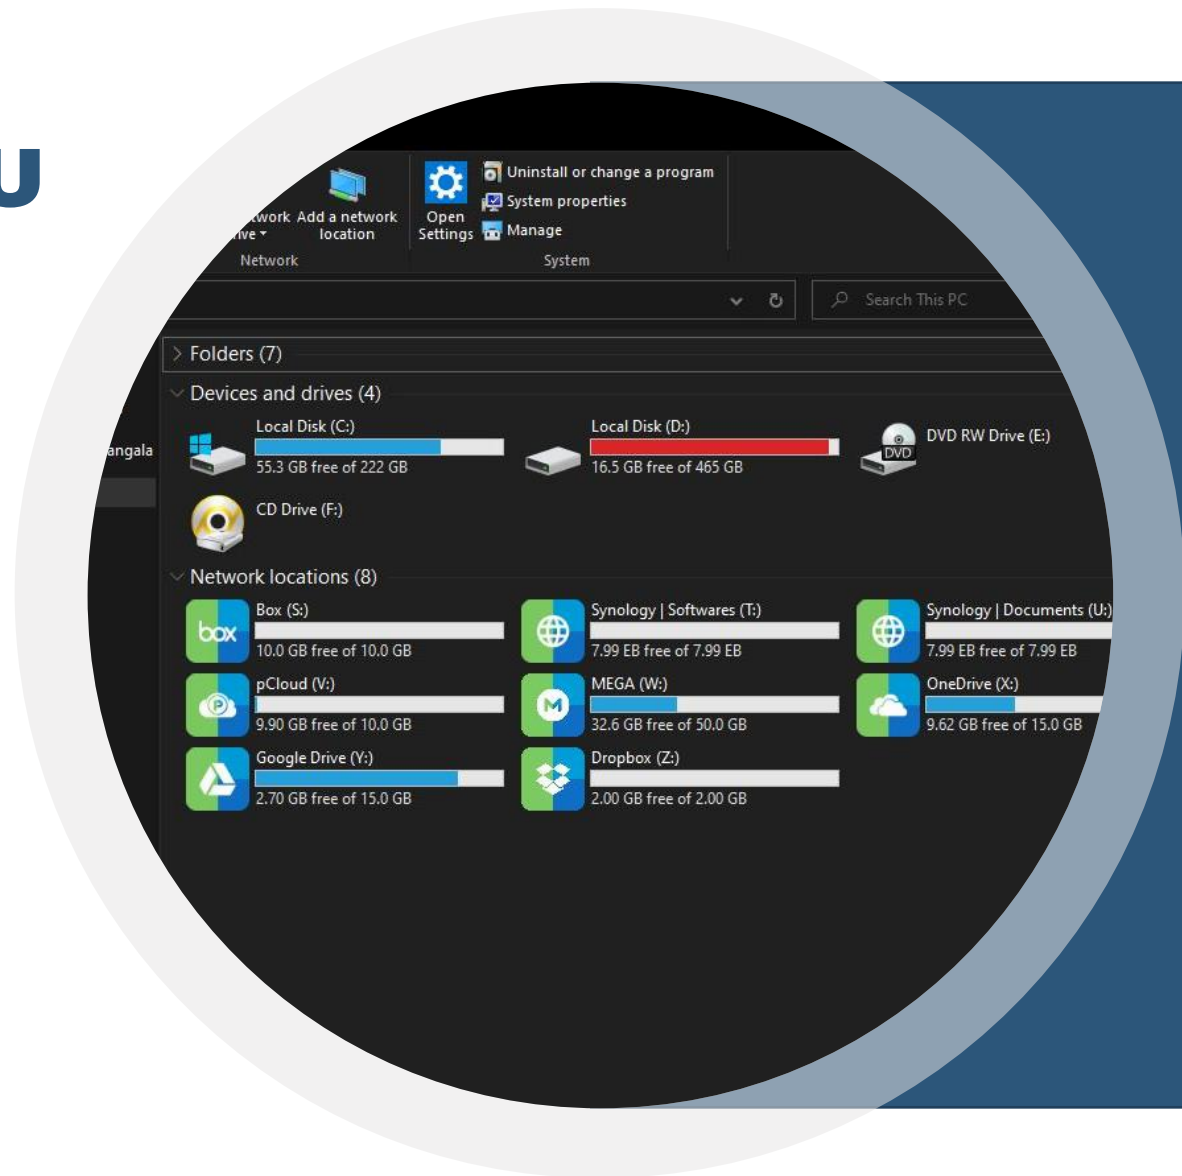 U
Add a network
location
Open
Settings
Uninstall or change a program
System properties
Manage
Network
System
Search This PC
Folders (7)
Devices and drives (4)
angala
Local Disk (C:)
55.3 GB free of 222 GB
Local Disk (D:)
16.5 GB free of 465 GB
DVD RW Drive (E:)
DVD
CD Drive (F:)
Network locations (8)
box
Box (S:)
10.0 GB free of 10.0 GB
Synology | Softwares (T:)
7.99 EB free of 7.99 EB
Synology | Documents (U:)
7.99 EB free of 7.99 EB
P
pCloud (V:)
9.90 GB free of 10.0 GB
M
MEGA (W:)
32.6 GB free of 50.0 GB
OneDrive (X:)
9.62 GB free of 15.0 GB
Google Drive (Y:)
2.70 GB free of 15.0 GB
Dropbox (Z:)
2.00 GB free of 2.00 GB